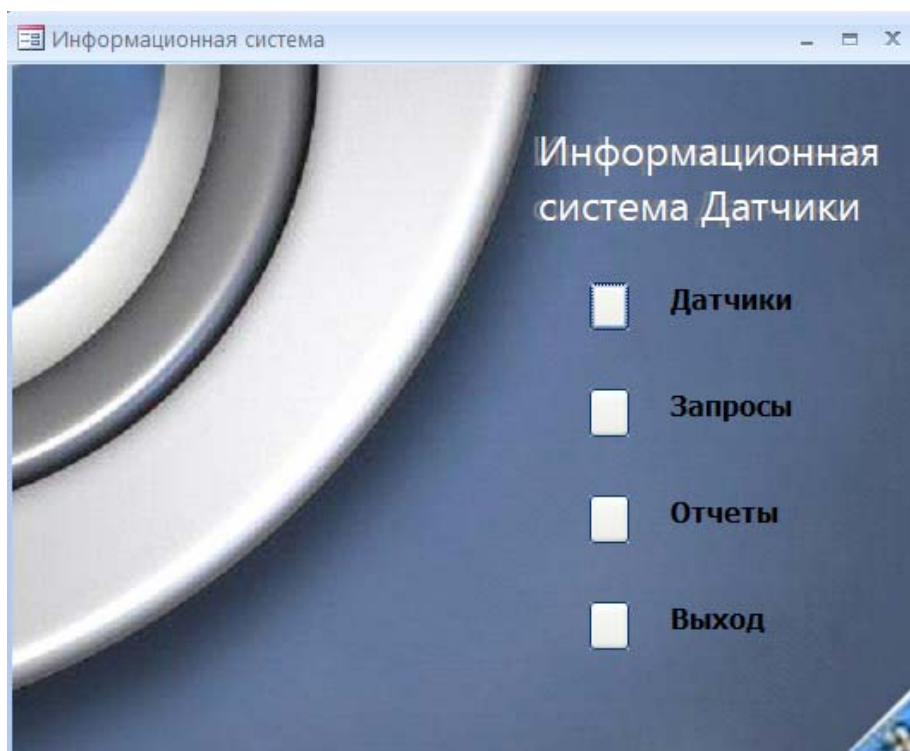 Информационная система
Информационная
система Датчики
Датчики
Запросы
Отчеты
Выход